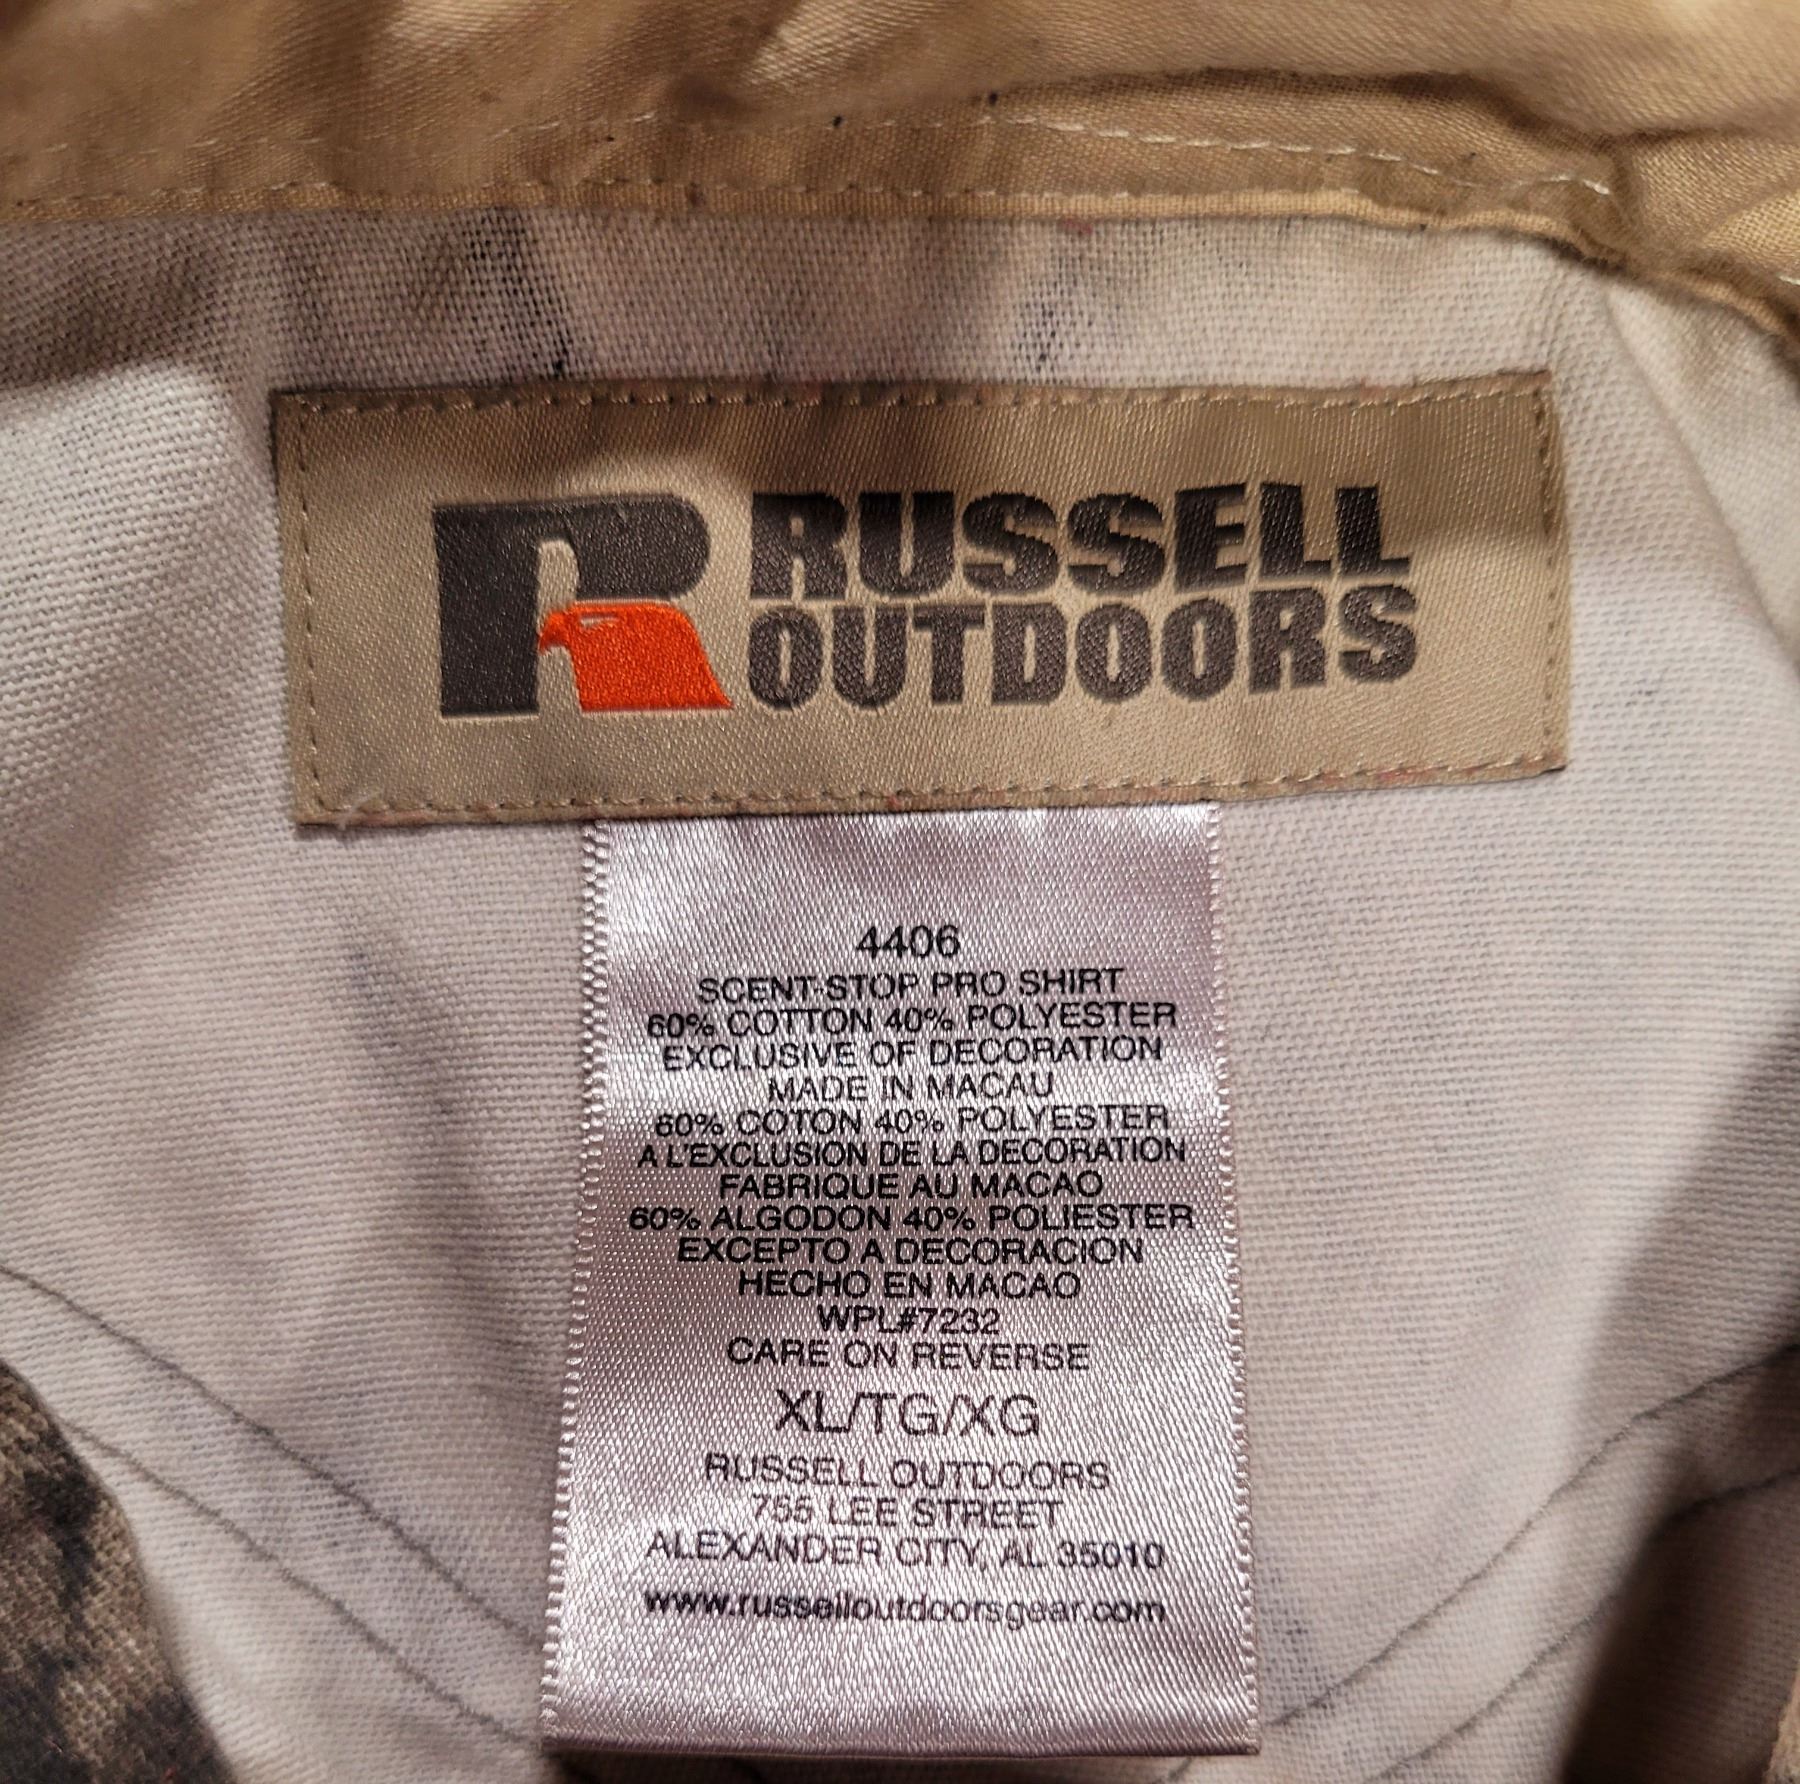 RUSSELL
OUTDOORS
4406
SCENT-STOP PRO SHIRT
60% COTTON 40% POLYESTER
EXCLUSIVE OF DECORATION
MADE IN MACAU
60% COTON 40% POLYESTER
A L'EXCLUSION DE LA DECORATION
FABRIQUE AU MACAO
60% ALGODON 40% POLIESTER
EXCEPTO A DECORACION
HECHO EN MACAO
WPL#7232
CARE ON REVERSE
XL/TG/XG
RUSSELL OUTDOORS
755 LEE STREET
ALEXANDER CITY, AL 35010
www.russelloutdoorsgear.com